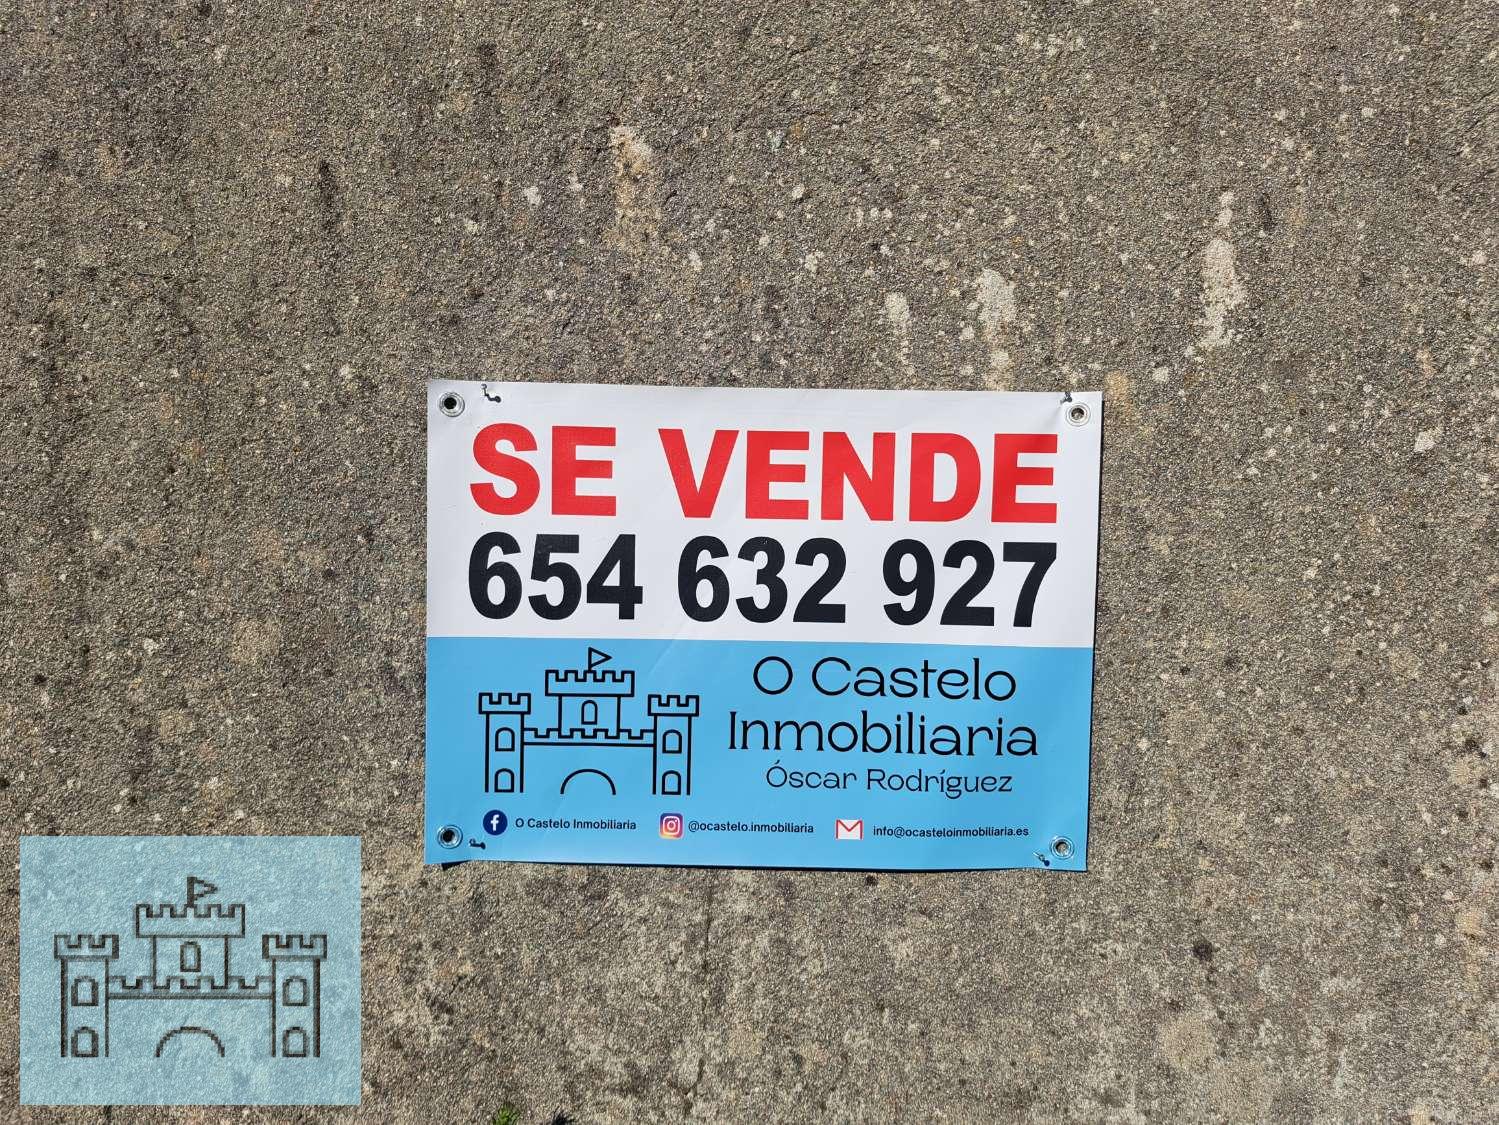 SE VENDE
654 632 927
O Castelo
Inmobiliaria
Óscar Rodríguez
O Castelo Inmobiliaria @ocastelo.inmobiliaria info@ocasteloinmobiliaria.es